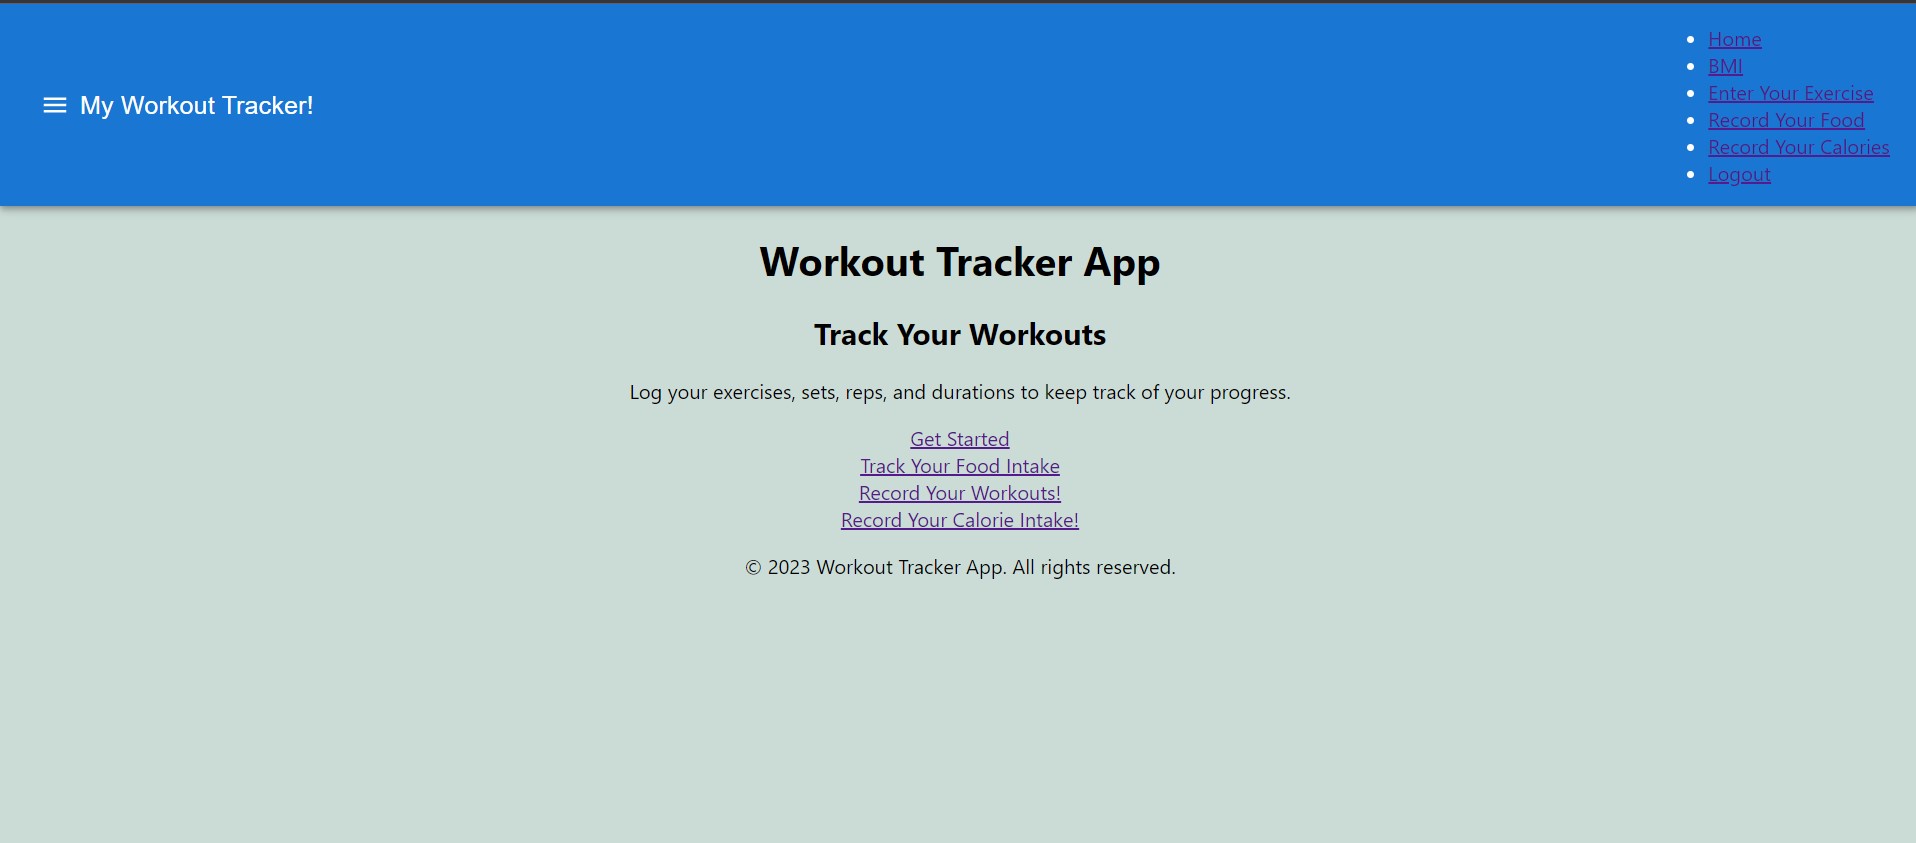 My Workout Tracker!
Home
BMI
Enter Your Exercise
Record Your Food
Record Your Calories
Logout
Workout Tracker App
Track Your Workouts
Log your exercises, sets, reps, and durations to keep track of your progress.
Get Started
Track Your Food Intake
Record Your Workouts!
Record Your Calorie Intake!
© 2023 Workout Tracker App. All rights reserved.